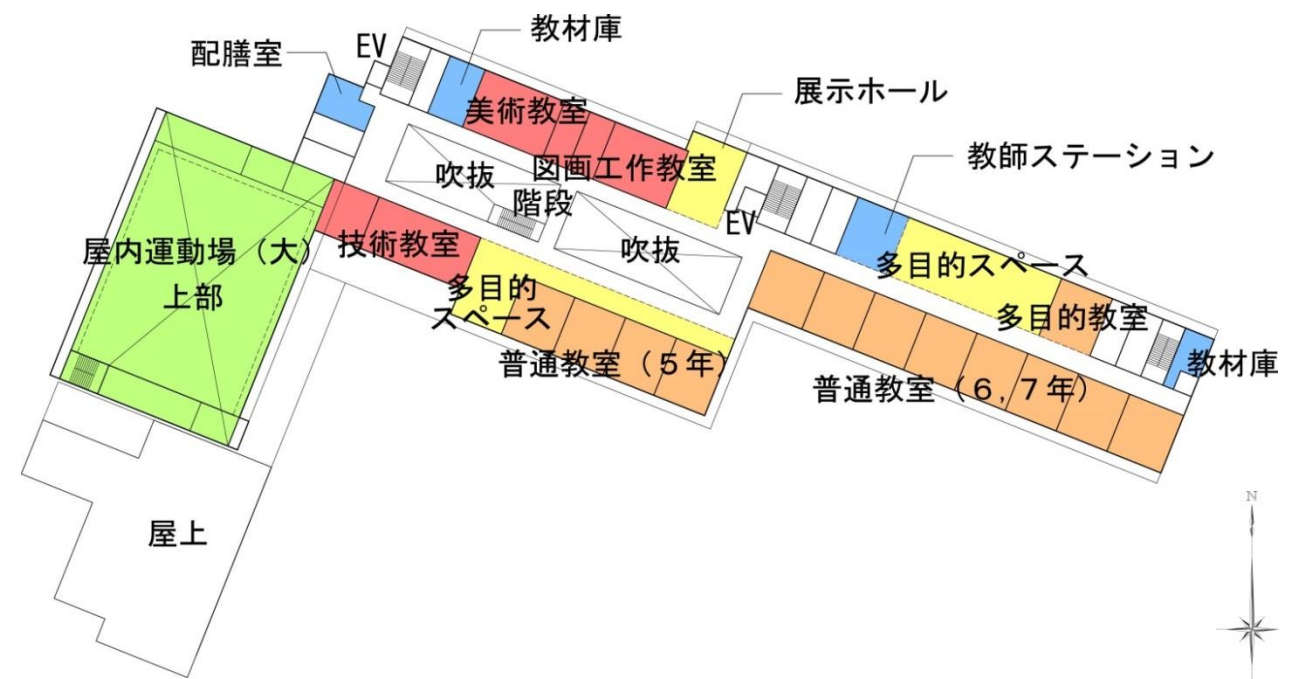 教材庫
配膳室
EV
展示ホール
美術教室
教師ステーション
図画工作教室
吹抜
階段
EV
技術教室
吹抜
屋内運動場（大）
上部
多目的スペース
多目的
スペース
多目的教室
普通教室（５年）
教材庫
普通教室（６,７年）
屋上
N